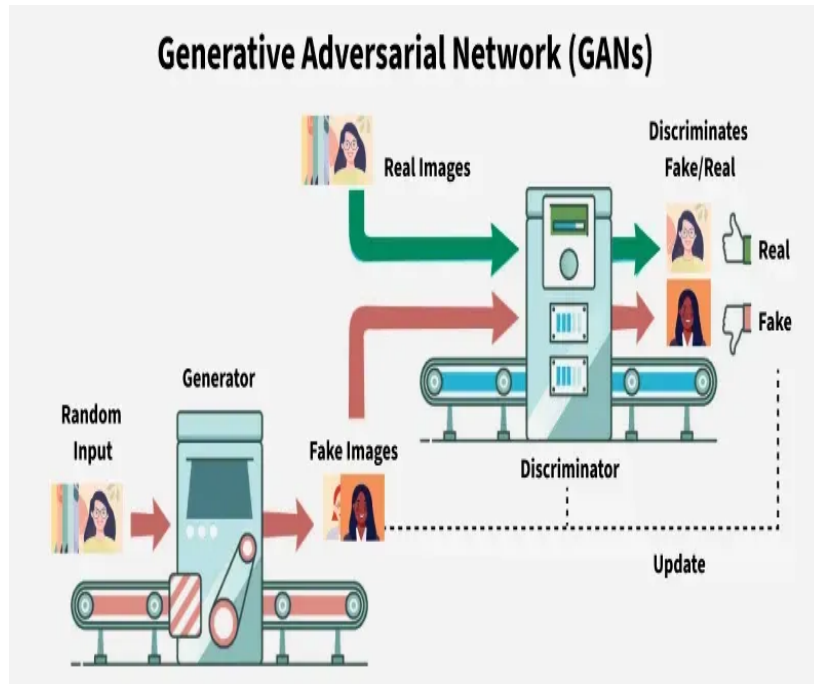 Generative Adversarial Network (GANs)
Real Images
Discriminates
Fake/Real
Real
Fake
Generator
Random
Input
Fake Images
Discriminator
Update